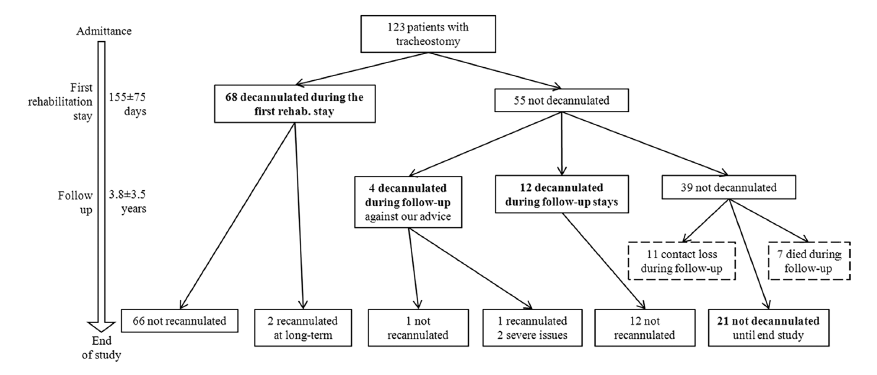 Admittance
123 patients with
tracheostomy
First
rehabilitation
stay
155±75
days
68 decannulated during the
first rehab. stay
55 not decannulated
Follow
up
3.8±3.5
years
4 decannulated
during follow-up
against our advice
12 decannulated
during follow-up stays
39 not decannulated
11 contact loss
during follow-up
7 died during
follow-up
66 not recannulated
2 recannulated
at long-term
1 not
recannulated
1 recannulated
2 severe issues
12 not
recannulated
21 not decannulated
until end study
End
of study